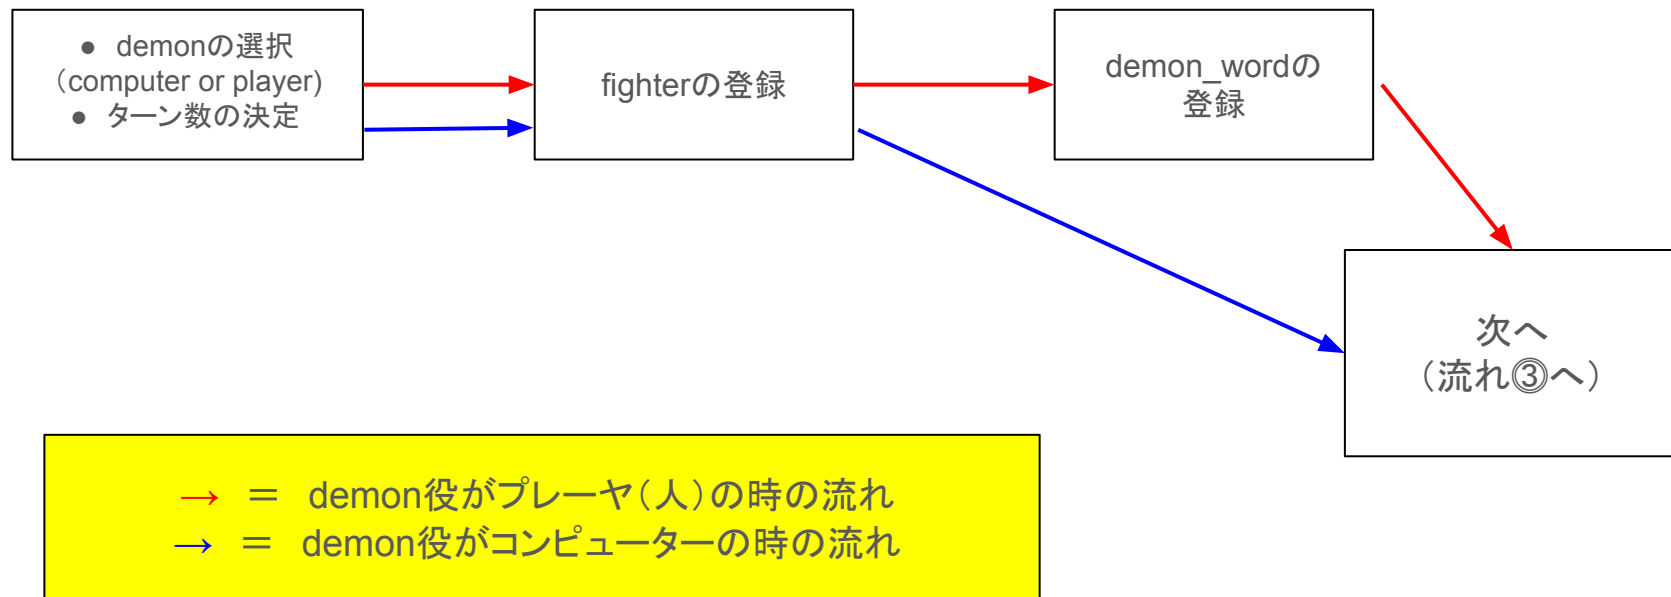 ● demonの選択
（computer or player)
● ターン数の決定
fighterの登録
demon_wordの
登録
次へ
（流れ③へ）
→ ＝ demon役がプレーヤ（人）の時の流れ
→ ＝ demon役がコンピューターの時の流れ